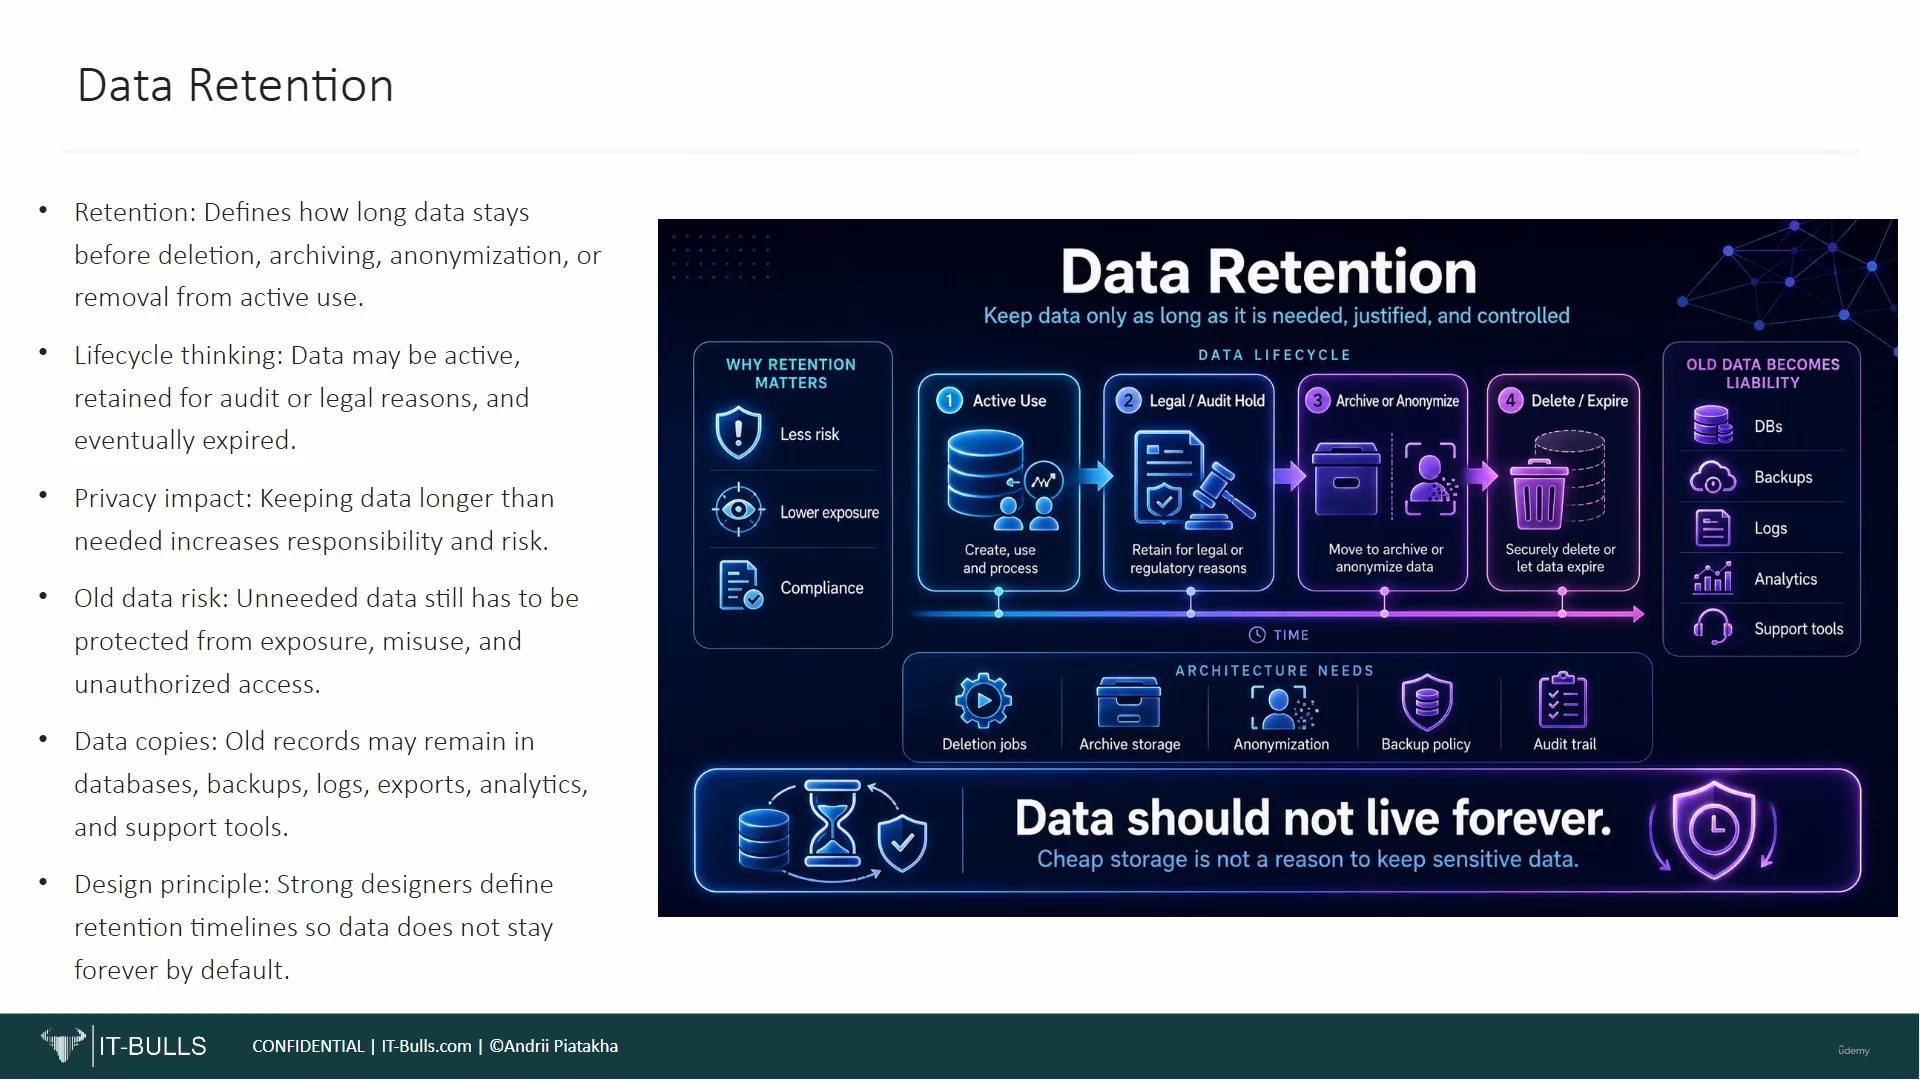 Data Retention
• Retention: Defines how long data stays
before deletion, archiving, anonymization, or
removal from active use.
• Lifecycle thinking: Data may be active,
retained for audit or legal reasons, and
eventually expired.
• Privacy impact: Keeping data longer than
needed increases responsibility and risk.
• Old data risk: Unneeded data still has to be
protected from exposure, misuse, and
unauthorized access.
• Data copies: Old records may remain in
databases, backups, logs, exports, analytics,
and support tools.
• Design principle: Strong designers define
retention timelines so data does not stay
forever by default.
Data Retention
Keep data only as long as it is needed, justified, and controlled
WHY RETENTION
MATTERS
Less risk
Lower exposure
Compliance
DATA LIFECYCLE
1 Active Use
Create, use
and process
2 Legal / Audit Hold
Retain for legal or
regulatory reasons
3 Archive or Anonymize
Move to archive or
anonymize data
4 Delete / Expire
Securely delete or
let data expire
TIME
OLD DATA BECOMES
LIABILITY
DBs
Backups
Logs
Analytics
Support tools
ARCHITECTURE NEEDS
Deletion jobs
Archive storage
Anonymization
Backup policy
Audit trail
Data should not live forever.
Cheap storage is not a reason to keep sensitive data.
IT-BULLS
CONFIDENTIAL | IT-Bulls.com | ©Andrii Piatakha
udemy